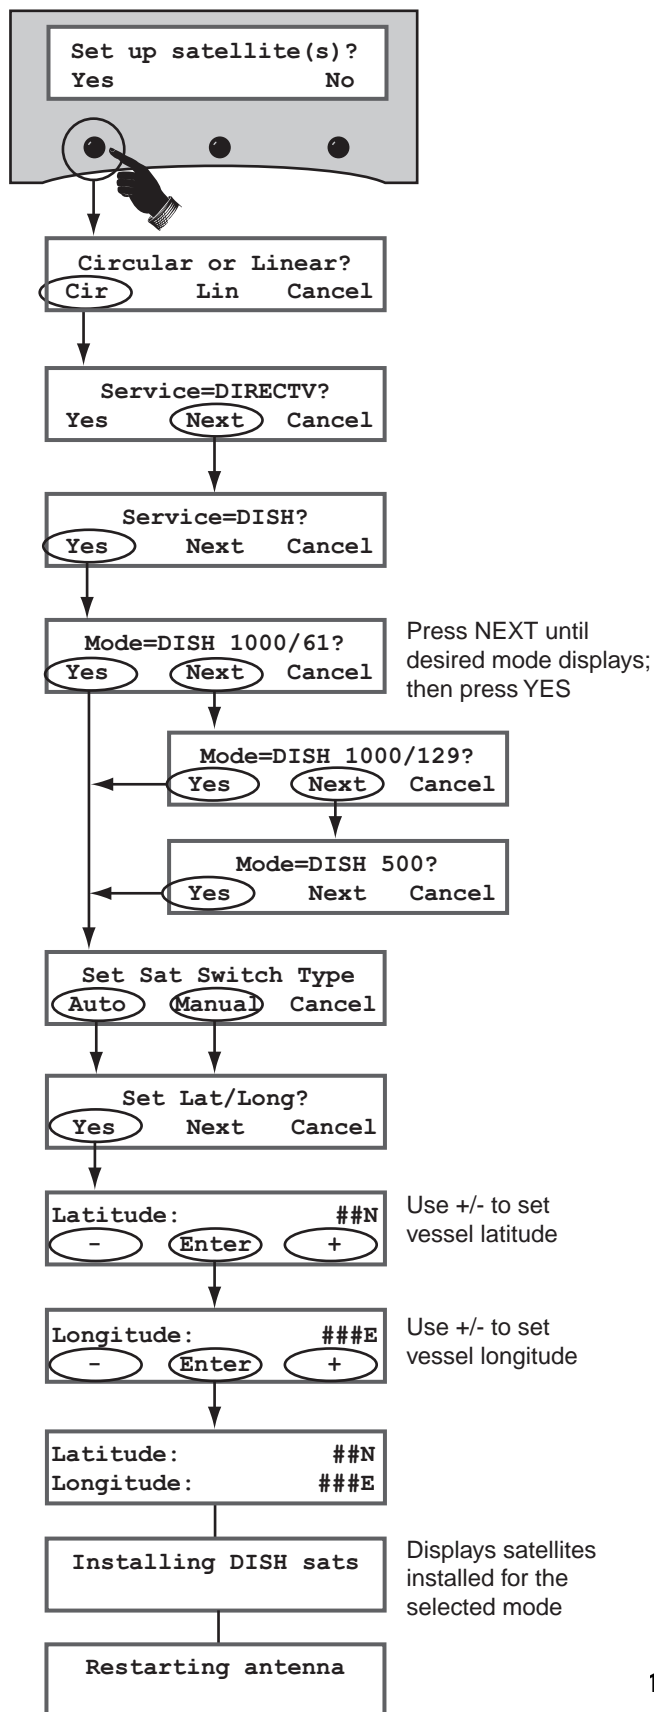 Set up satellite(s)?
Yes No
Circular or Linear?
Cir Lin Cancel
Service=DIRECTV?
Yes Next Cancel
Service=DISH?
Yes Next Cancel
Mode=DISH 1000/61?
Yes Next Cancel
Press NEXT until
desired mode displays;
then press YES
Mode=DISH 1000/129?
Yes Next Cancel
Mode=DISH 500?
Yes Next Cancel
Set Sat Switch Type
Auto Manual Cancel
Set Lat/Long?
Yes Next Cancel
Latitude: ##N
- Enter +
Use +/- to set
vessel latitude
Longitude: ###E
- Enter +
Use +/- to set
vessel longitude
Latitude: ##N
Longitude: ###E
Installing DISH sats
Displays satellites
installed for the
selected mode
Restarting antenna
1